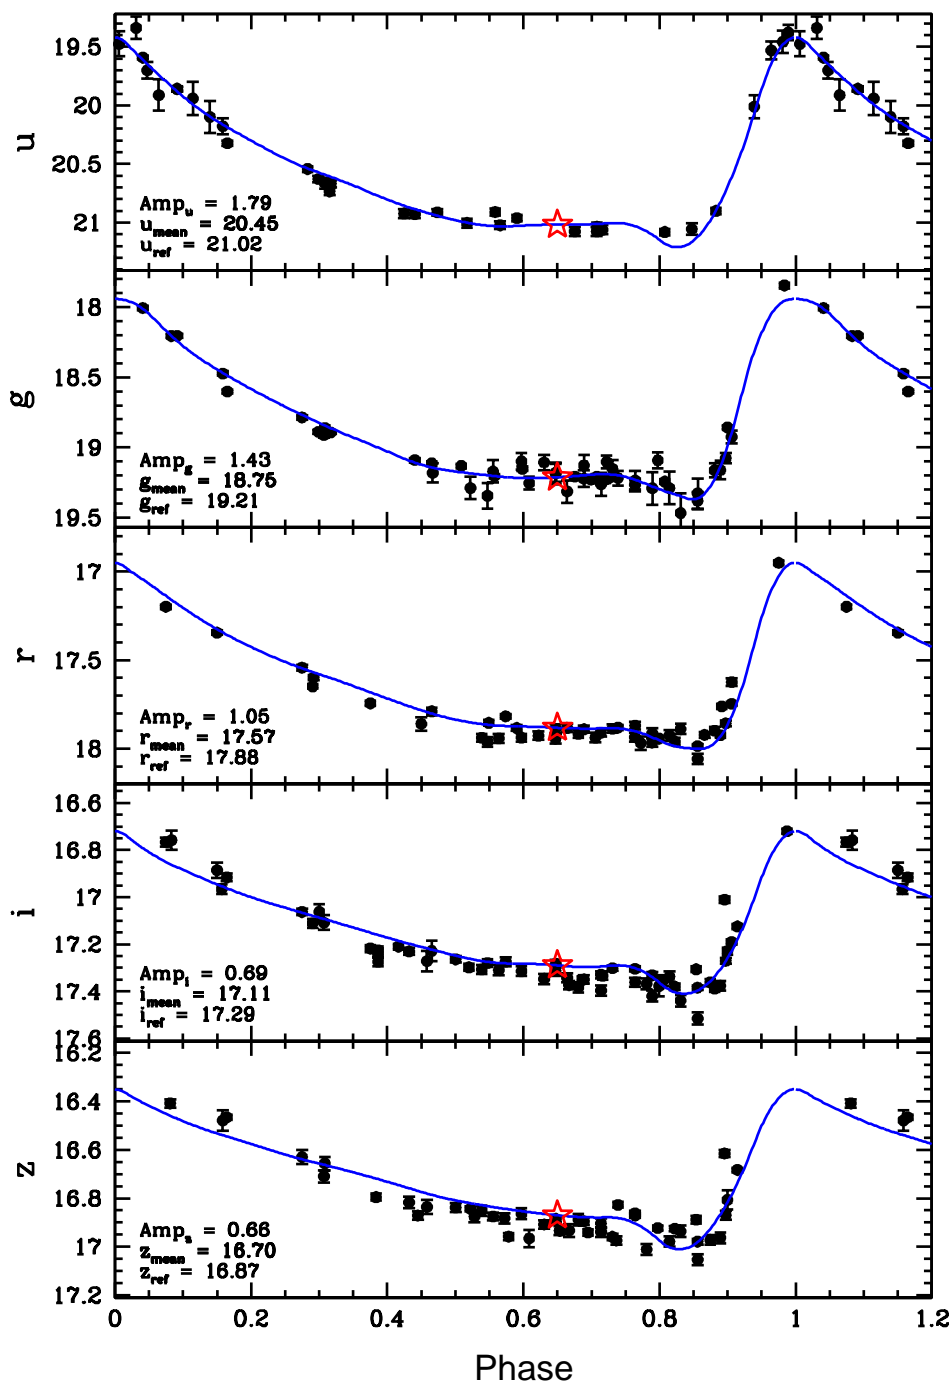 19.5
20
20.5
21
u
Amp_u = 1.79
u_mean = 20.45
u_ref = 21.02
18
18.5
19
19.5
g
Amp_g = 1.43
g_mean = 18.75
g_ref = 19.21
17
17.5
18
r
Amp_r = 1.05
r_mean = 17.57
r_ref = 17.88
16.6
16.8
17
17.2
17.4
17.6
i
Amp_i = 0.69
i_mean = 17.11
i_ref = 17.29
16.2
16.4
16.6
16.8
17
17.2
z
Amp_z = 0.66
z_mean = 16.70
z_ref = 16.87
0 0.2 0.4 0.6 0.8 1 1.2
Phase